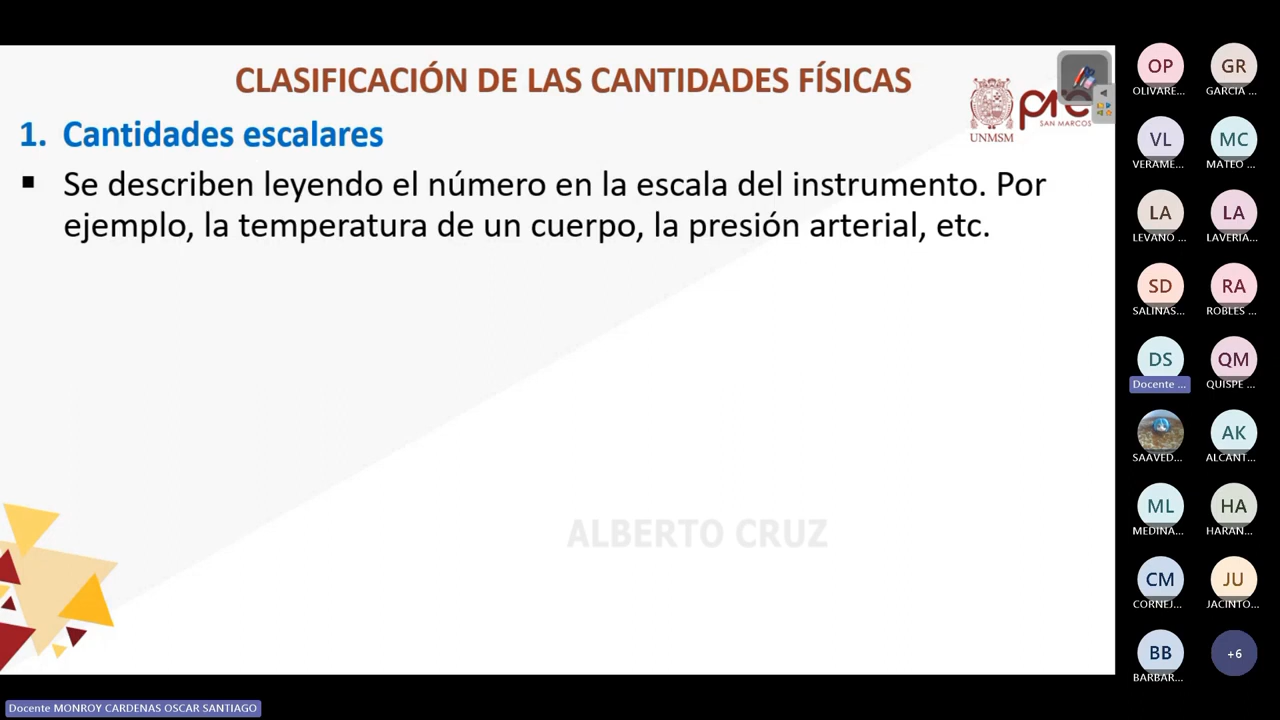 CLASIFICACIÓN DE LAS CANTIDADES FÍSICAS
UNMSM
SAN MARCOS
1. Cantidades escalares
▪ Se describen leyendo el número en la escala del instrumento. Por
ejemplo, la temperatura de un cuerpo, la presión arterial, etc.
ALBERTO CRUZ
OP GR
OLIVARE... GARCIA ...
VL MC
VERAME... MATEO ...
LA LA
LEVANO ... LAVERIA...
SD RA
SALINAS... ROBLES ...
DS QM
Docente ... QUISPE ...
AK
SAAVED... ALCANT...
ML HA
MEDINA... HARAN...
CM JU
CORNEJ... JACINTO...
BB +6
BARBAR...
Docente MONROY CARDENAS OSCAR SANTIAGO